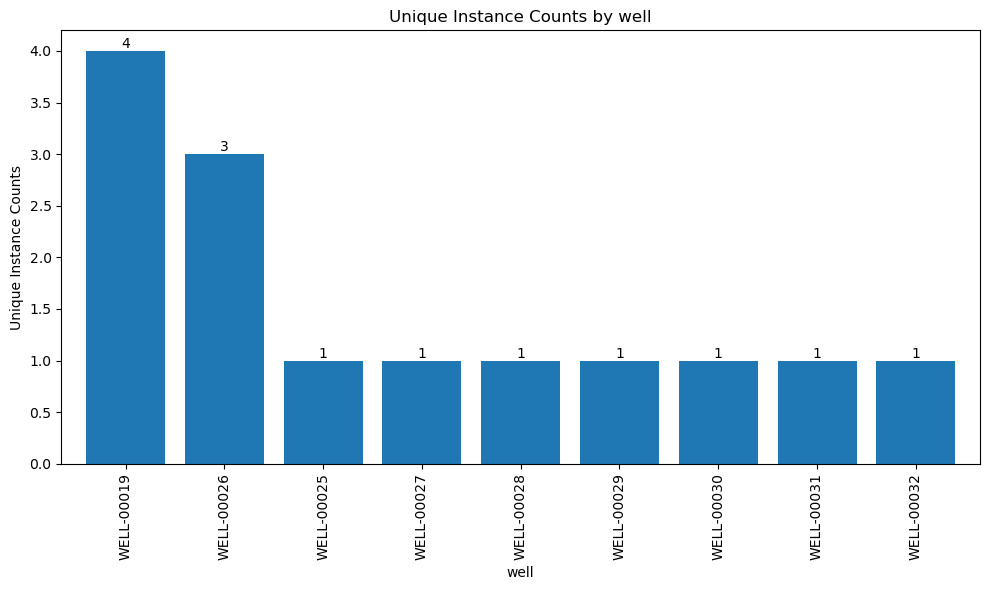 Unique Instance Counts by well
Unique Instance Counts
4.0
3.5
3.0
2.5
2.0
1.5
1.0
0.5
0.0
4
3
1
1
1
1
1
1
1
WELL-00019
WELL-00026
WELL-00025
WELL-00027
WELL-00028
WELL-00029
WELL-00030
WELL-00031
WELL-00032
well